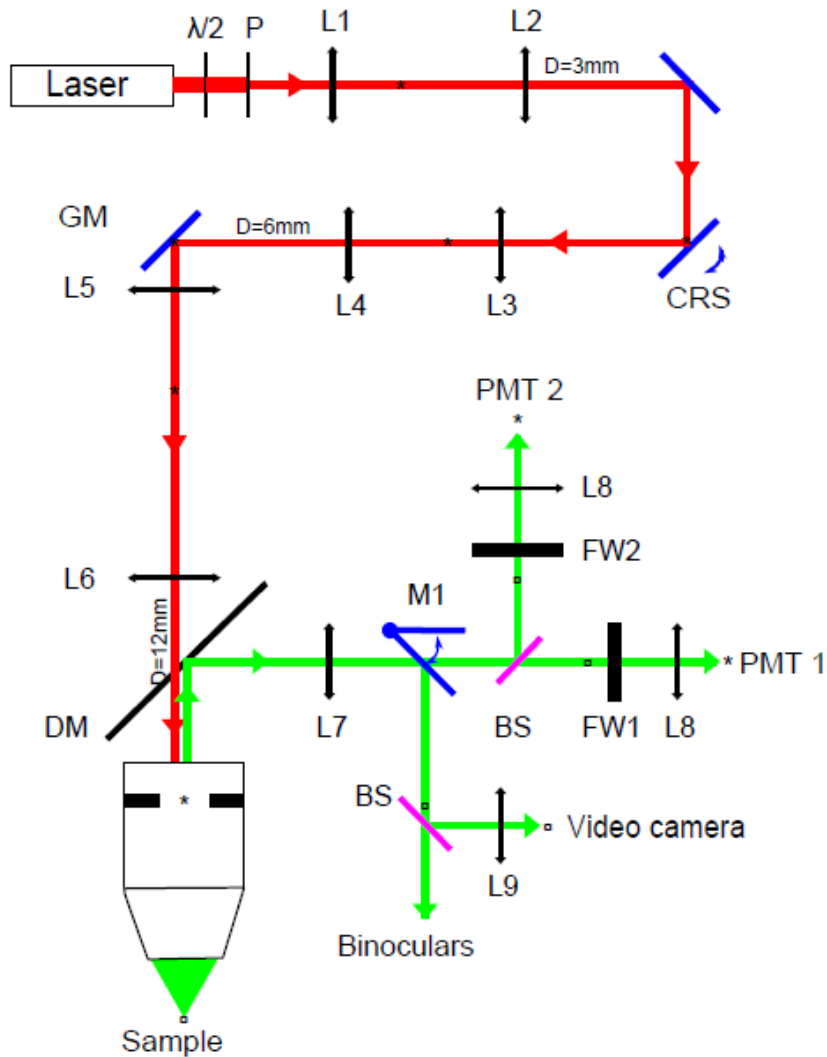 λ/2 P L1 L2
Laser
D=3mm
GM
D=6mm
L5 L4 L3 CRS
PMT 2
*
L8
FW2
L6
M1
D=12mm
* PMT 1
DM L7 BS FW1 L8
BS
*
Video camera
L9
Binoculars
Sample